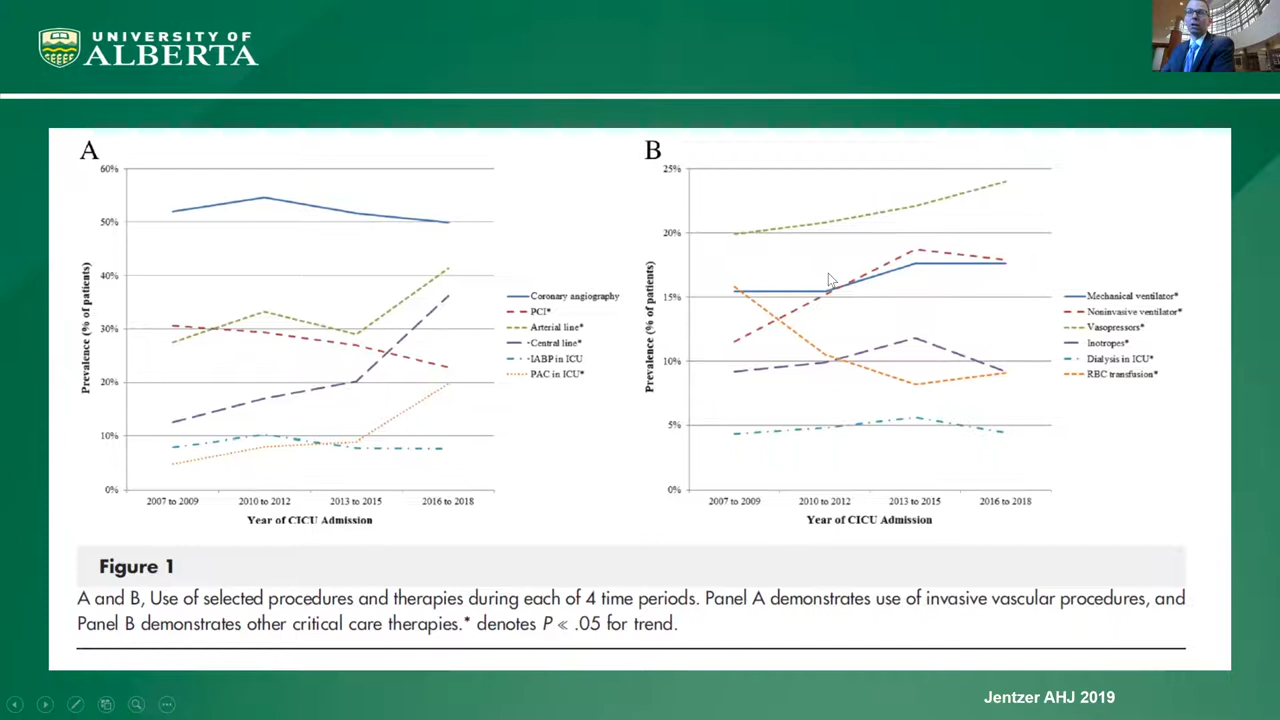 UNIVERSITY OF
ALBERTA
A
60%
50%
40%
30%
20%
10%
0%
Prevalence (% of patients)
2007 to 2009
2010 to 2012
2013 to 2015
2016 to 2018
Year of CICU Admission
Coronary angiography
PCI*
Arterial line*
Central line*
IABP in ICU
PAC in ICU*
B
25%
20%
15%
10%
5%
0%
Prevalence (% of patients)
2007 to 2009
2010 to 2012
2013 to 2015
2016 to 2018
Year of CICU Admission
Mechanical ventilator*
Noninvasive ventilator*
Vasopressors*
Inotropes*
Dialysis in ICU*
RBC transfusion*
Figure 1
A and B, Use of selected procedures and therapies during each of 4 time periods. Panel A demonstrates use of invasive vascular procedures, and
Panel B demonstrates other critical care therapies.* denotes P < .05 for trend.
Jentzer AHJ 2019